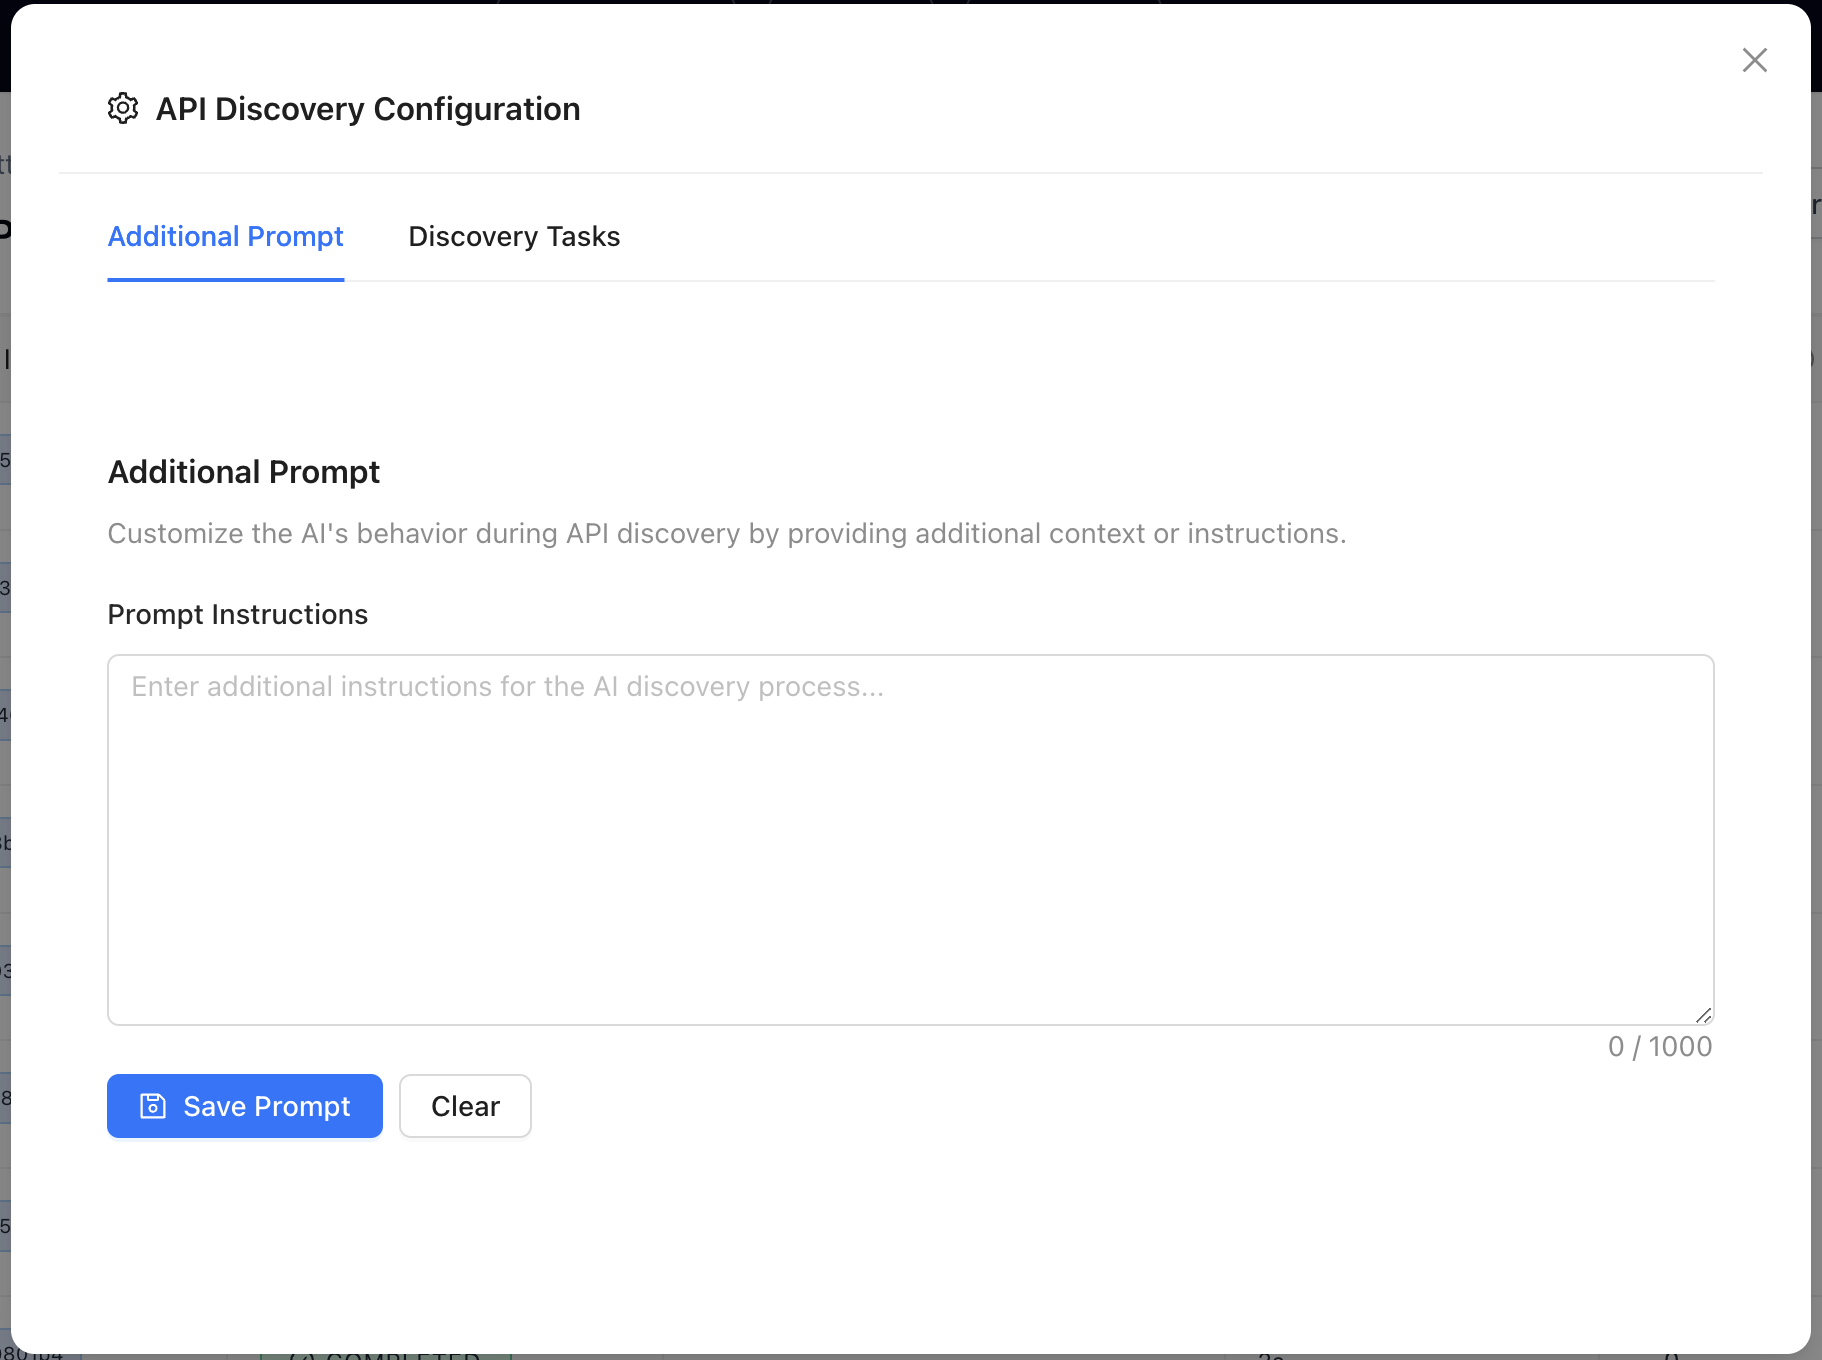 API Discovery Configuration
Additional Prompt
Discovery Tasks
Additional Prompt
Customize the AI's behavior during API discovery by providing additional context or instructions.
Prompt Instructions
Enter additional instructions for the AI discovery process...
0 / 1000
Save Prompt
Clear
COMPLETED